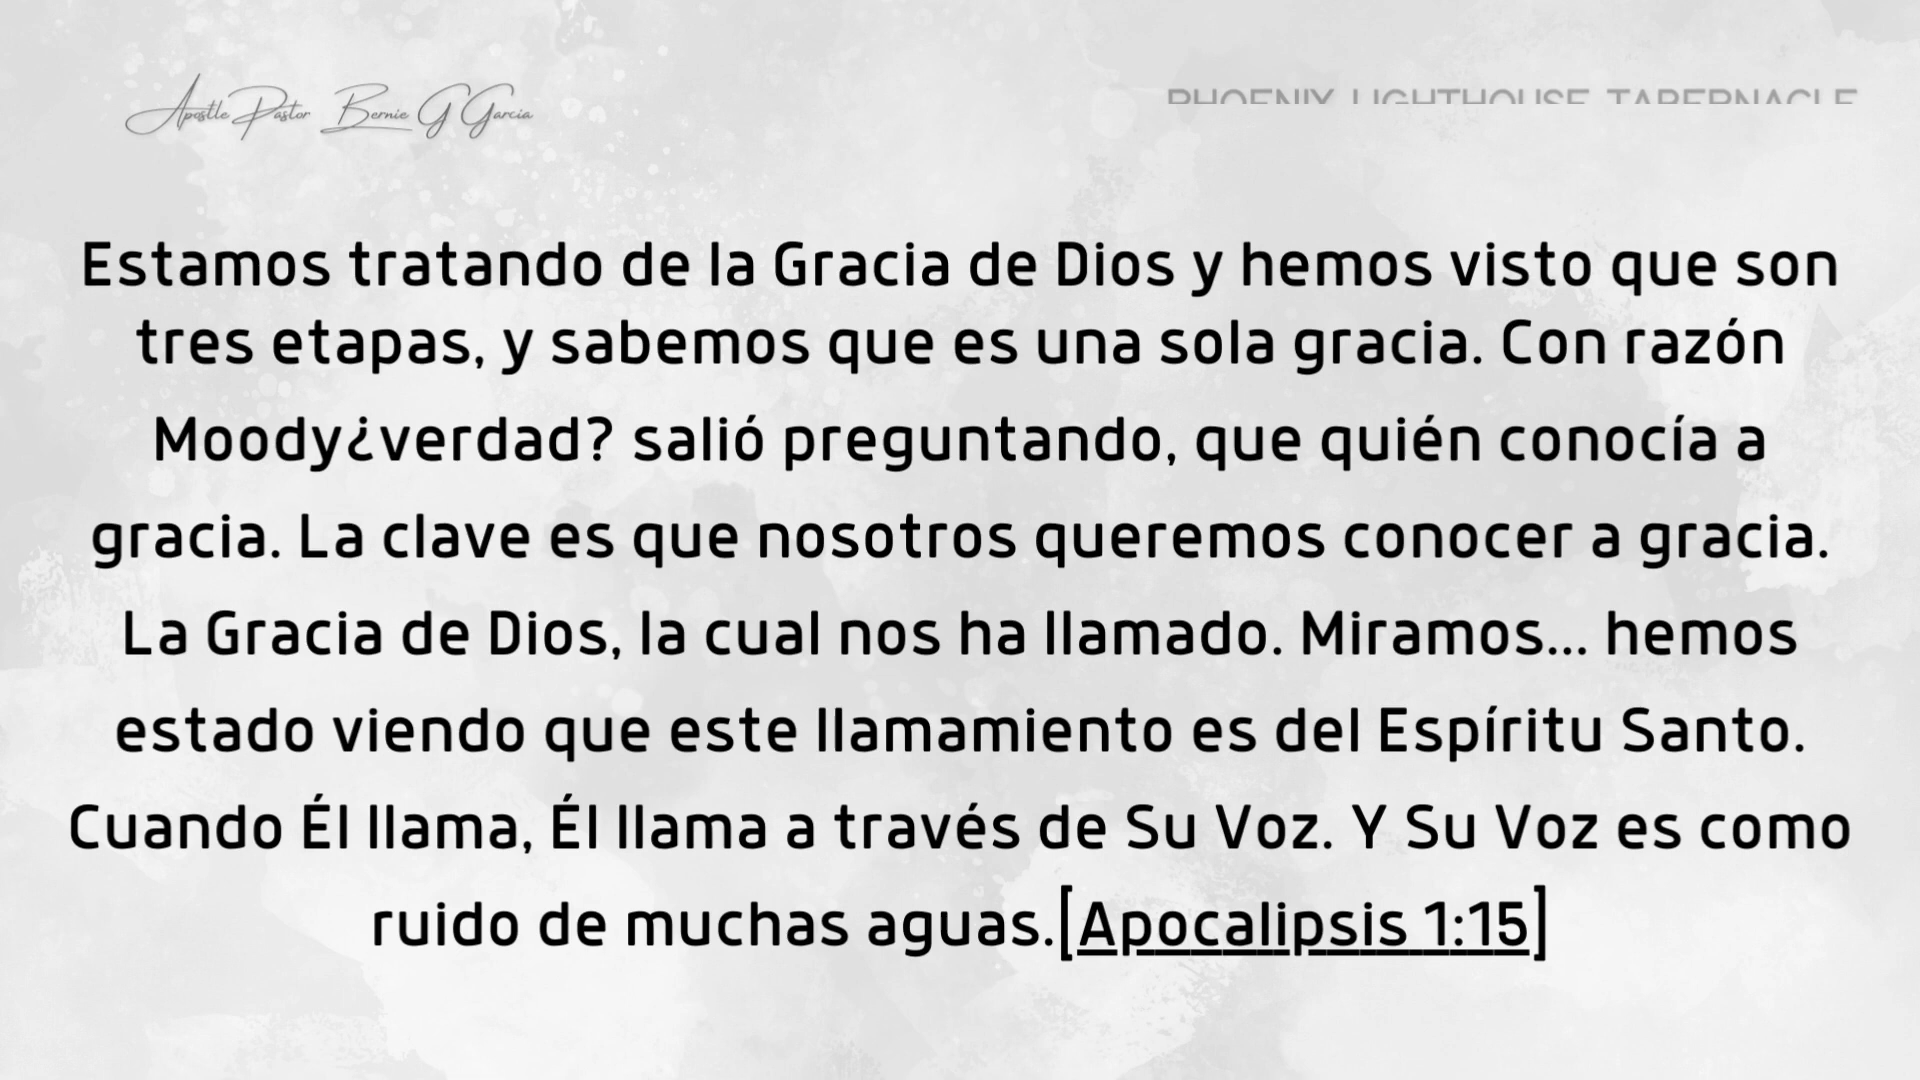 Apostle Pastor Bernie G Garcia
PHOENIX LIGHTHOUSE TABERNACLE
Estamos tratando de la Gracia de Dios y hemos visto que son
tres etapas, y sabemos que es una sola gracia. Con razón
Moody¿verdad? salió preguntando, que quién conocía a
gracia. La clave es que nosotros queremos conocer a gracia.
La Gracia de Dios, la cual nos ha llamado. Miramos... hemos
estado viendo que este llamamiento es del Espíritu Santo.
Cuando Él llama, Él llama a través de Su Voz. Y Su Voz es como
ruido de muchas aguas.[Apocalipsis 1:15]